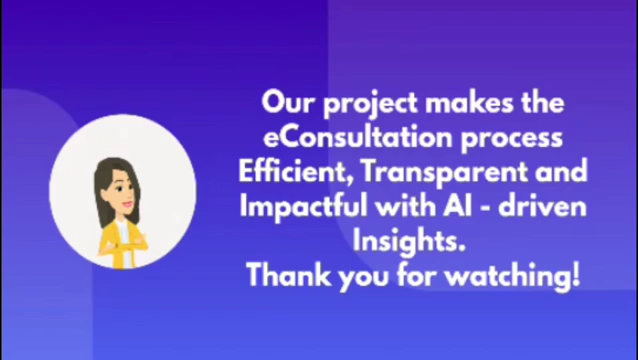 Our project makes the
eConsultation process
Efficient, Transparent and
Impactful with AI - driven
Insights.
Thank you for watching!